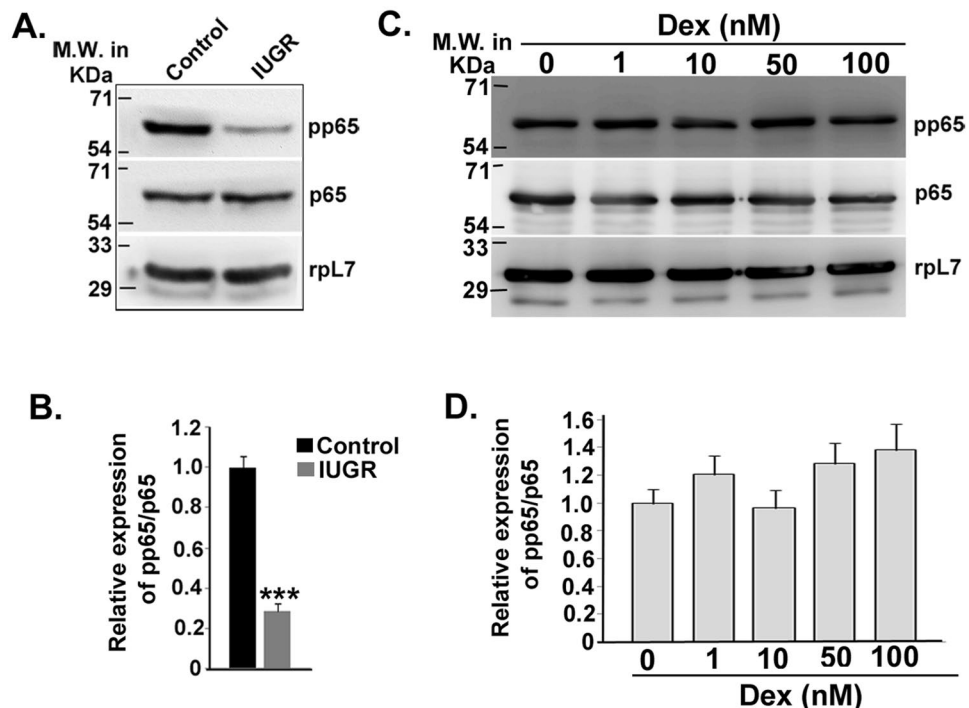 A.
M.W. in
KDa
Control
IUGR
71
pp65
54
71
p65
54
33
rpL7
29
C.
Dex (nM)
M.W. in
KDa
0 1 10 50 100
71
pp65
54
71
p65
54
33
rpL7
29
B.
Relative expression
of pp65/p65
1.2
1.0
0.8
0.6
0.4
0.2
0
Control
IUGR
***
D.
Relative expression
of pp65/p65
1.6
1.4
1.2
1.0
0.8
0.6
0.4
0.2
0
0 1 10 50 100
Dex (nM)